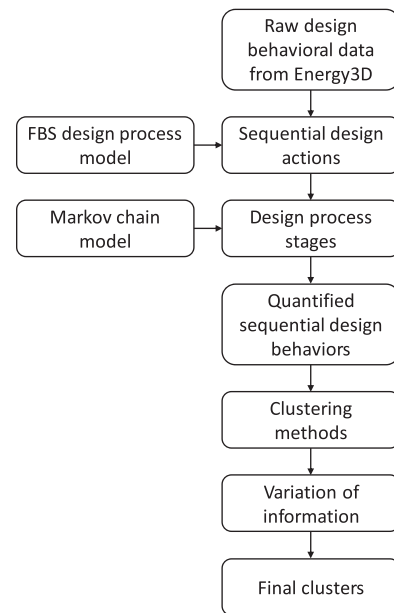 Raw design
behavioral data
from Energy3D
FBS design process
model
Sequential design
actions
Markov chain
model
Design process
stages
Quantified
sequential design
behaviors
Clustering
methods
Variation of
information
Final clusters